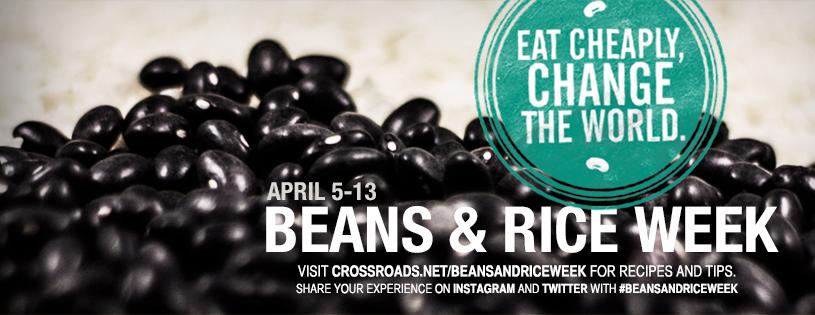 EAT CHEAPLY,
CHANGE
THE WORLD.
APRIL 5-13
BEANS & RICE WEEK
VISIT CROSSROADS.NET/BEANSANDRICEWEEK FOR RECIPES AND TIPS.
SHARE YOUR EXPERIENCE ON INSTAGRAM AND TWITTER WITH #BEANSANDRICEWEEK